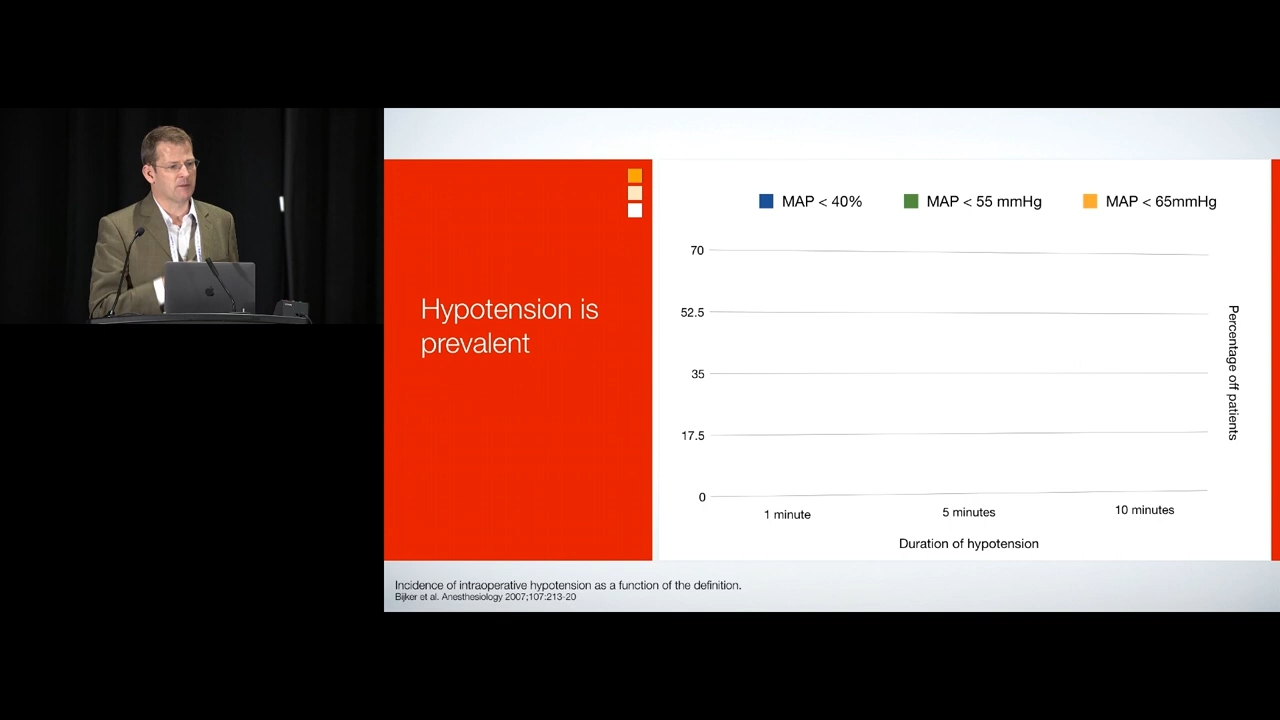 Hypotension is
prevalent
MAP < 40%
MAP < 55 mmHg
MAP < 65mmHg
70
52.5
35
17.5
0
1 minute
5 minutes
10 minutes
Duration of hypotension
Percentage off patients
Incidence of intraoperative hypotension as a function of the definition.
Bijker et al. Anesthesiology 2007;107:213-20